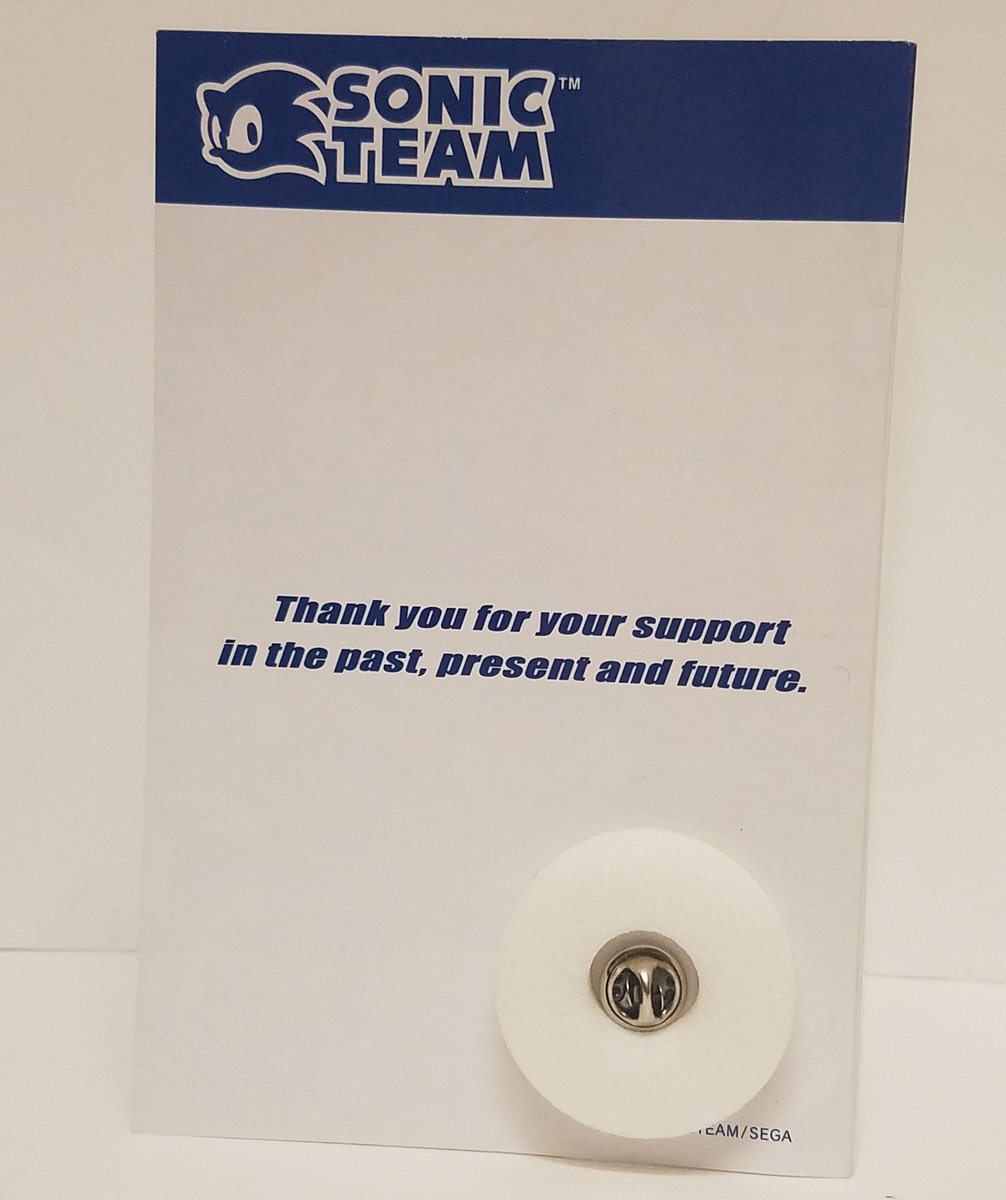 SONIC™
TEAM
Thank you for your support
in the past, present and future.
TEAM/SEGA